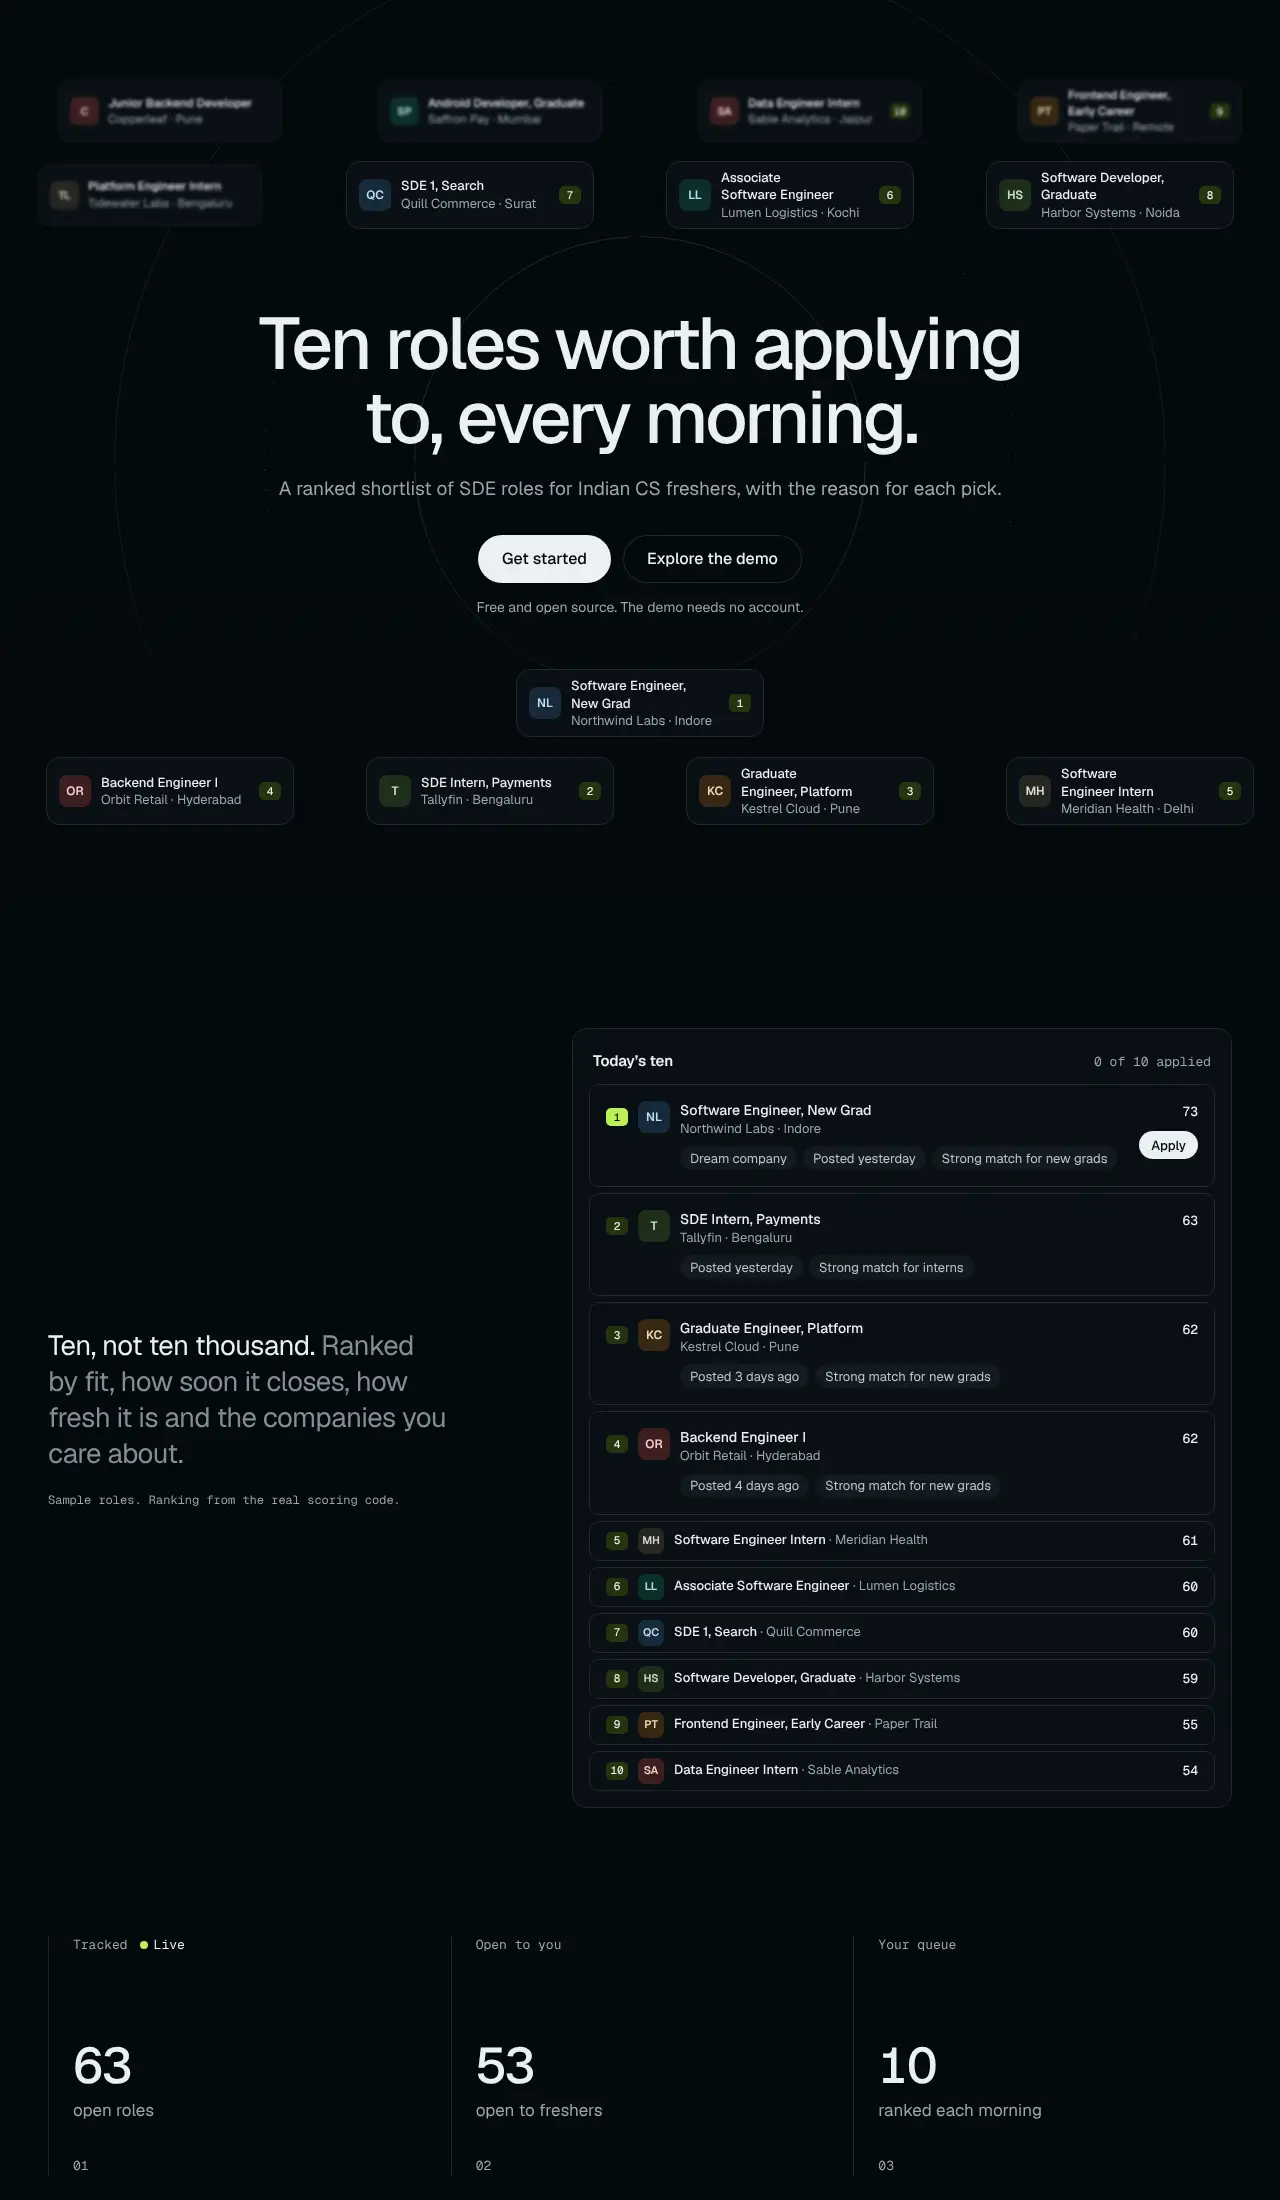 C
Junior Backend Developer
Copperleaf · Pune
SP
Android Developer, Graduate
Saffron Pay · Mumbai
SA
Data Engineer Intern
Sable Analytics · Jaipur
10
PT
Frontend Engineer,
Early Career
Paper Trail · Remote
9
TL
Platform Engineer Intern
Tidewater Labs · Bengaluru
QC
SDE 1, Search
Quill Commerce · Surat
7
LL
Associate
Software Engineer
Lumen Logistics · Kochi
6
HS
Software Developer,
Graduate
Harbor Systems · Noida
8
Ten roles worth applying
to, every morning.
A ranked shortlist of SDE roles for Indian CS freshers, with the reason for each pick.
Get started
Explore the demo
Free and open source. The demo needs no account.
NL
Software Engineer,
New Grad
Northwind Labs · Indore
1
OR
Backend Engineer I
Orbit Retail · Hyderabad
4
T
SDE Intern, Payments
Tallyfin · Bengaluru
2
KC
Graduate
Engineer, Platform
Kestrel Cloud · Pune
3
MH
Software
Engineer Intern
Meridian Health · Delhi
5
Ten, not ten thousand. Ranked
by fit, how soon it closes, how
fresh it is and the companies you
care about.
Sample roles. Ranking from the real scoring code.
Today's ten
0 of 10 applied
1
NL
Software Engineer, New Grad
Northwind Labs · Indore
Dream company
Posted yesterday
Strong match for new grads
73
Apply
2
T
SDE Intern, Payments
Tallyfin · Bengaluru
Posted yesterday
Strong match for interns
63
3
KC
Graduate Engineer, Platform
Kestrel Cloud · Pune
Posted 3 days ago
Strong match for new grads
62
4
OR
Backend Engineer I
Orbit Retail · Hyderabad
Posted 4 days ago
Strong match for new grads
62
5 MH Software Engineer Intern · Meridian Health 61
6 LL Associate Software Engineer · Lumen Logistics 60
7 QC SDE 1, Search · Quill Commerce 60
8 HS Software Developer, Graduate · Harbor Systems 59
9 PT Frontend Engineer, Early Career · Paper Trail 55
10 SA Data Engineer Intern · Sable Analytics 54
Tracked
Live
63
open roles
01
Open to you
53
open to freshers
02
Your queue
10
ranked each morning
03